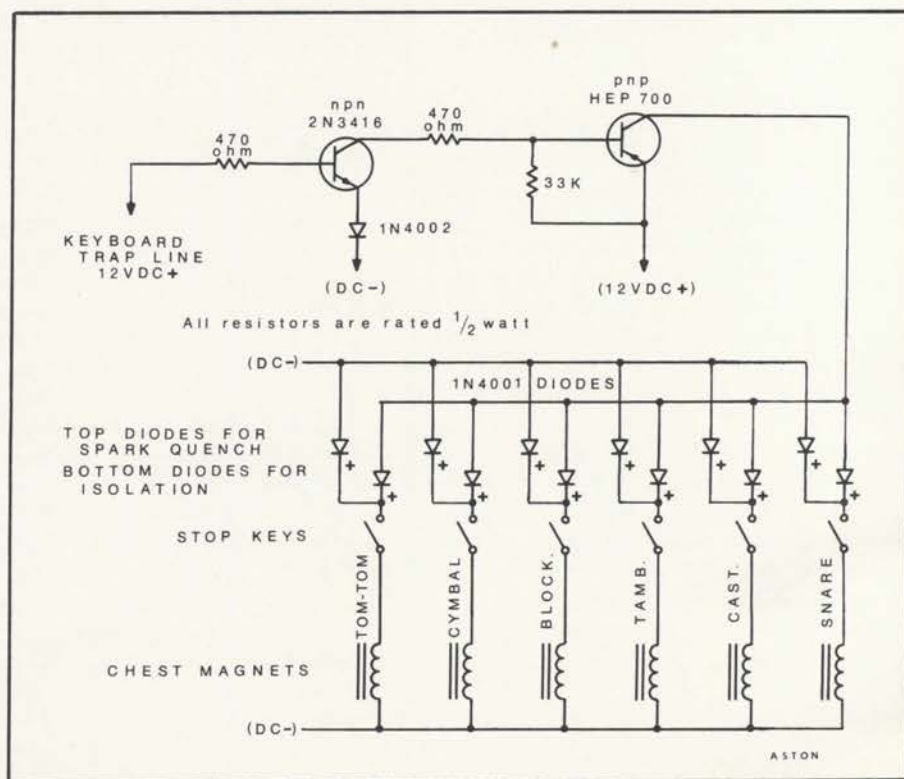 pnp
HEP 700
npn
2N3416
470
ohm
470
ohm
33K
1N4002
KEYBOARD
TRAP LINE
12VDC+
(DC-)
(12VDC+)
All resistors are rated 1/2 watt
(DC-)
1N4001 DIODES
TOP DIODES FOR
SPARK QUENCH
BOTTOM DIODES FOR
ISOLATION
+ + + + + + + + + + + +
STOP KEYS
TOM-TOM
CYMBAL
BLOCK.
TAMB.
CAST.
SNARE
CHEST MAGNETS
(DC-)
ASTON